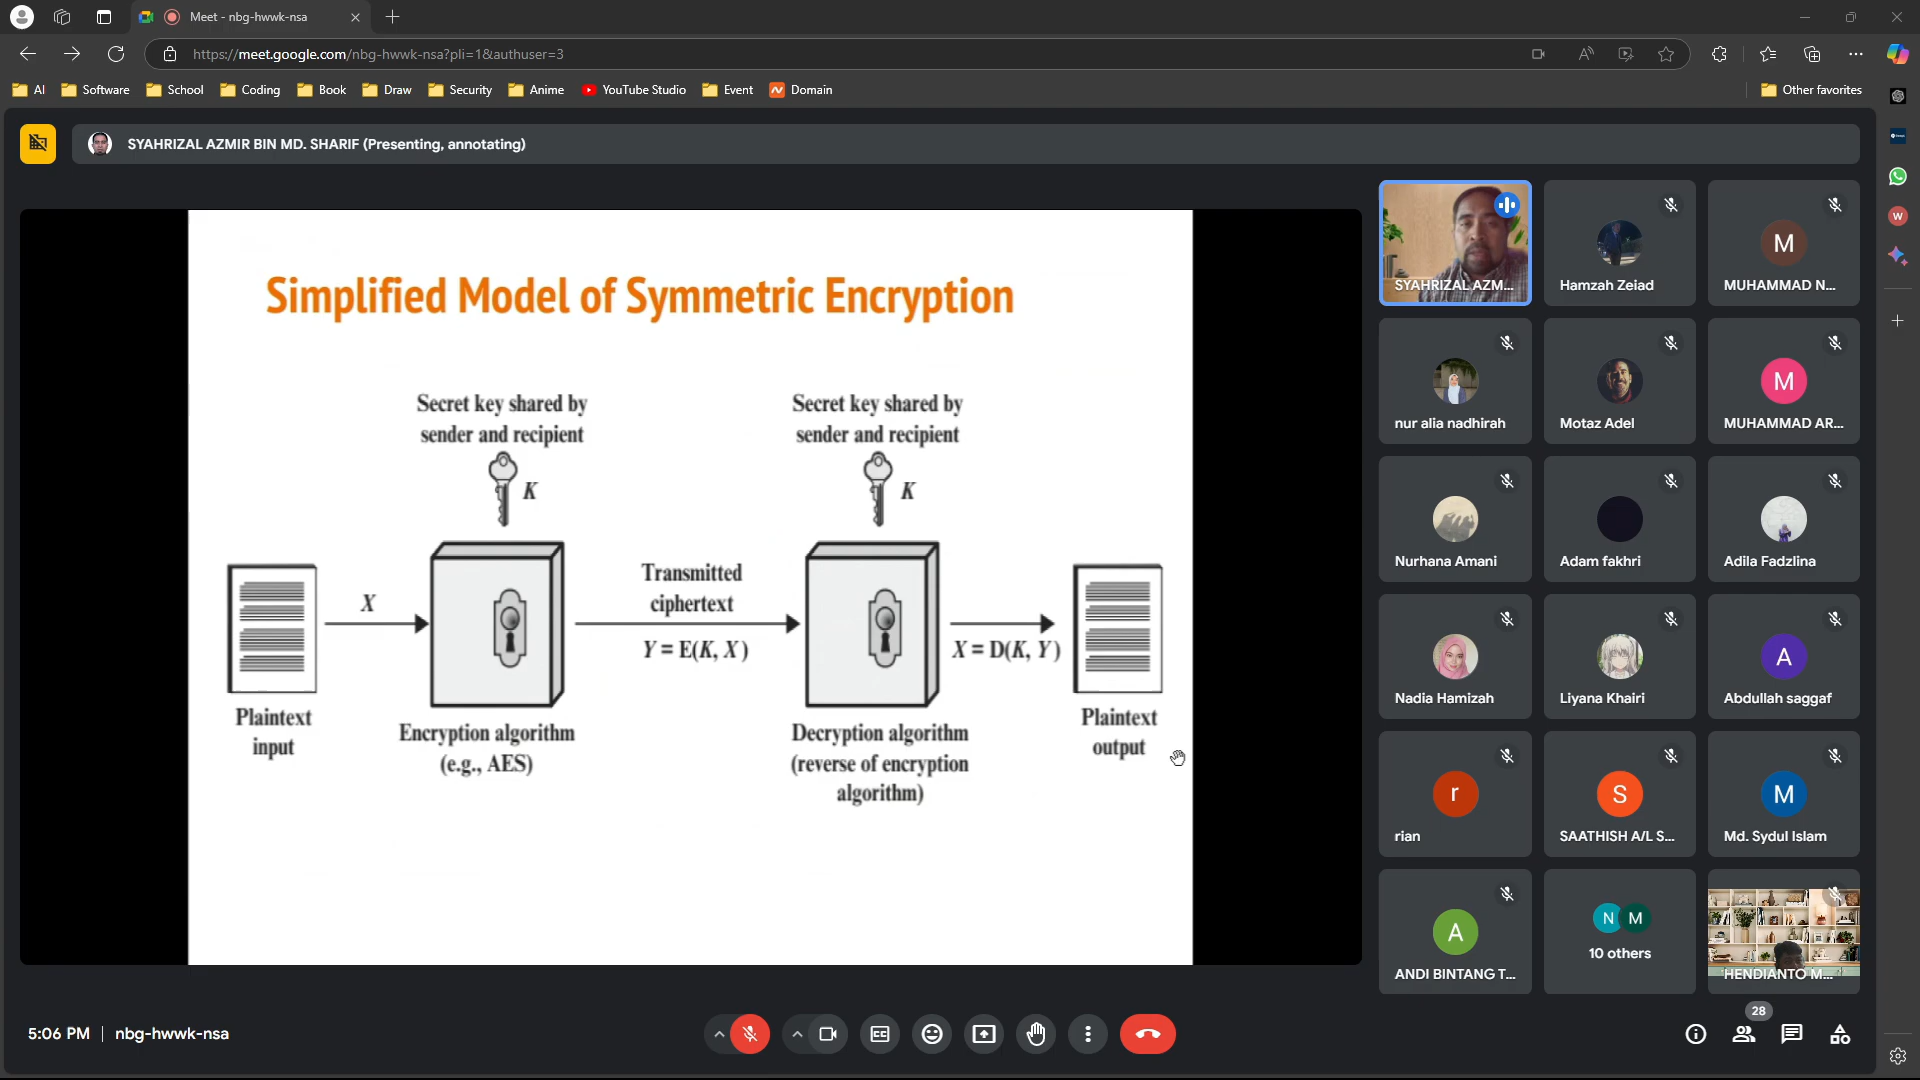 Meet - nbg-hwwk-nsa
https://meet.google.com/nbg-hwwk-nsa?pli=1&authuser=3
AI Software School Coding Book Draw Security Anime YouTube Studio Event Domain Other favorites
SYAHRIZAL AZMIR BIN MD. SHARIF (Presenting, annotating)
Simplified Model of Symmetric Encryption
Secret key shared by
sender and recipient
K
Secret key shared by
sender and recipient
K
X
Transmitted
ciphertext
Y = E(K, X)
X = D(K, Y)
Plaintext
input
Encryption algorithm
(e.g., AES)
Decryption algorithm
(reverse of encryption
algorithm)
Plaintext
output
SYAHRIZAL AZM...
Hamzah Zeiad
M
MUHAMMAD N...
nur alia nadhirah
Motaz Adel
M
MUHAMMAD AR...
Nurhana Amani
Adam fakhri
Adila Fadzlina
Nadia Hamizah
Liyana Khairi
A
Abdullah saggaf
r
rian
S
SAATHISH A/L S...
M
Md. Sydul Islam
A
ANDI BINTANG T...
N M
10 others
HENDIANTO M...
W
5:06 PM | nbg-hwwk-nsa
CC
28